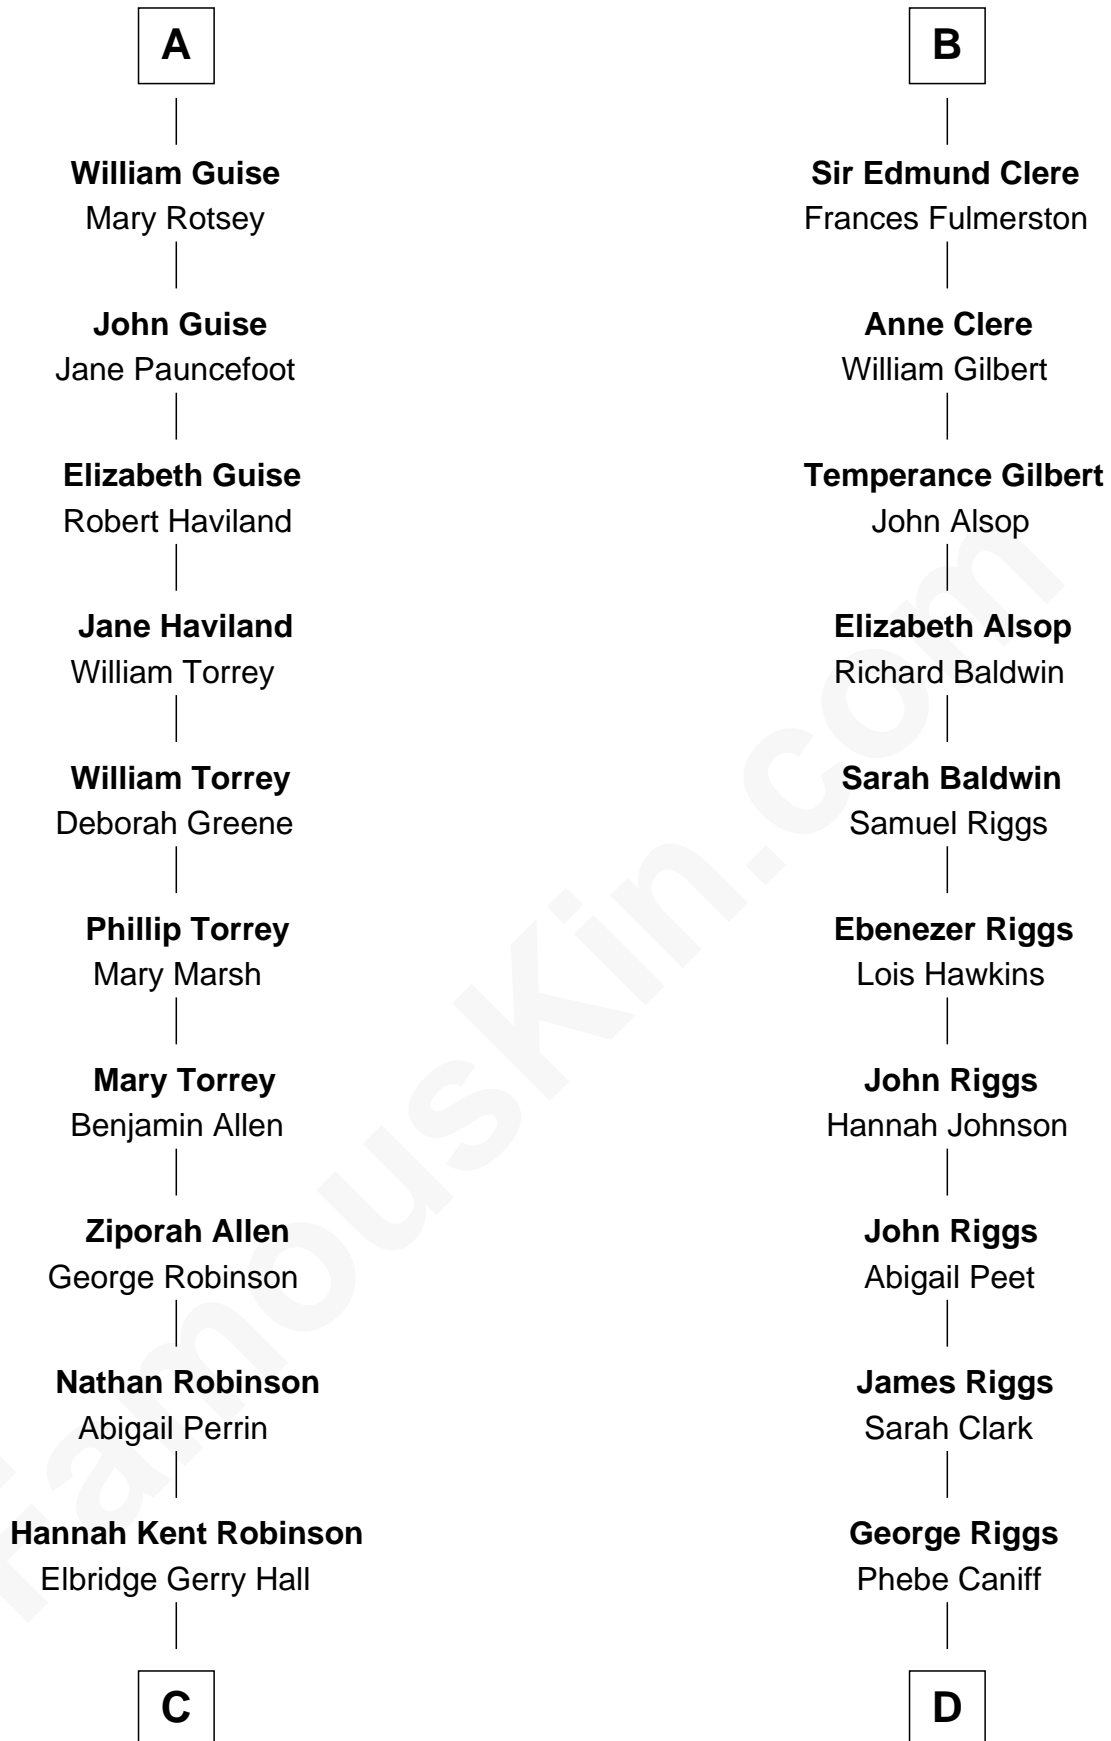 A
William Guise
Mary Rotsey
John Guise
Jane Pauncefoot
Elizabeth Guise
Robert Haviland
Jane Haviland
William Torrey
William Torrey
Deborah Greene
Phillip Torrey
Mary Marsh
Mary Torrey
Benjamin Allen
Ziporah Allen
George Robinson
Nathan Robinson
Abigail Perrin
Hannah Kent Robinson
Elbridge Gerry Hall
C
B
Sir Edmund Clere
Frances Fulmerston
Anne Clere
William Gilbert
Temperance Gilbert
John Alsop
Elizabeth Alsop
Richard Baldwin
Sarah Baldwin
Samuel Riggs
Ebenezer Riggs
Lois Hawkins
John Riggs
Hannah Johnson
John Riggs
Abigail Peet
James Riggs
Sarah Clark
George Riggs
Phebe Caniff
D
FamousKin.com